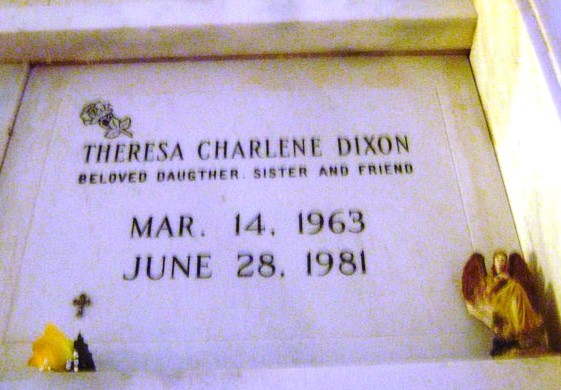 THERESA CHARLENE DIXON
BELOVED DAUGTHER. SISTER AND FRIEND
MAR. 14, 1963
JUNE 28, 1981